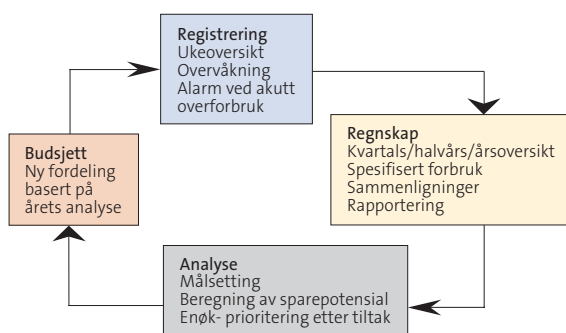 Registrering
Ukeoversikt
Overvåkning
Alarm ved akutt
overforbruk
Regnskap
Kvartals/halvårs/årsoversikt
Spesifisert forbruk
Sammenligninger
Rapportering
Analyse
Målsetting
Beregning av sparepotensial
Enøk- prioritering etter tiltak
Budsjett
Ny fordeling
basert på
årets analyse